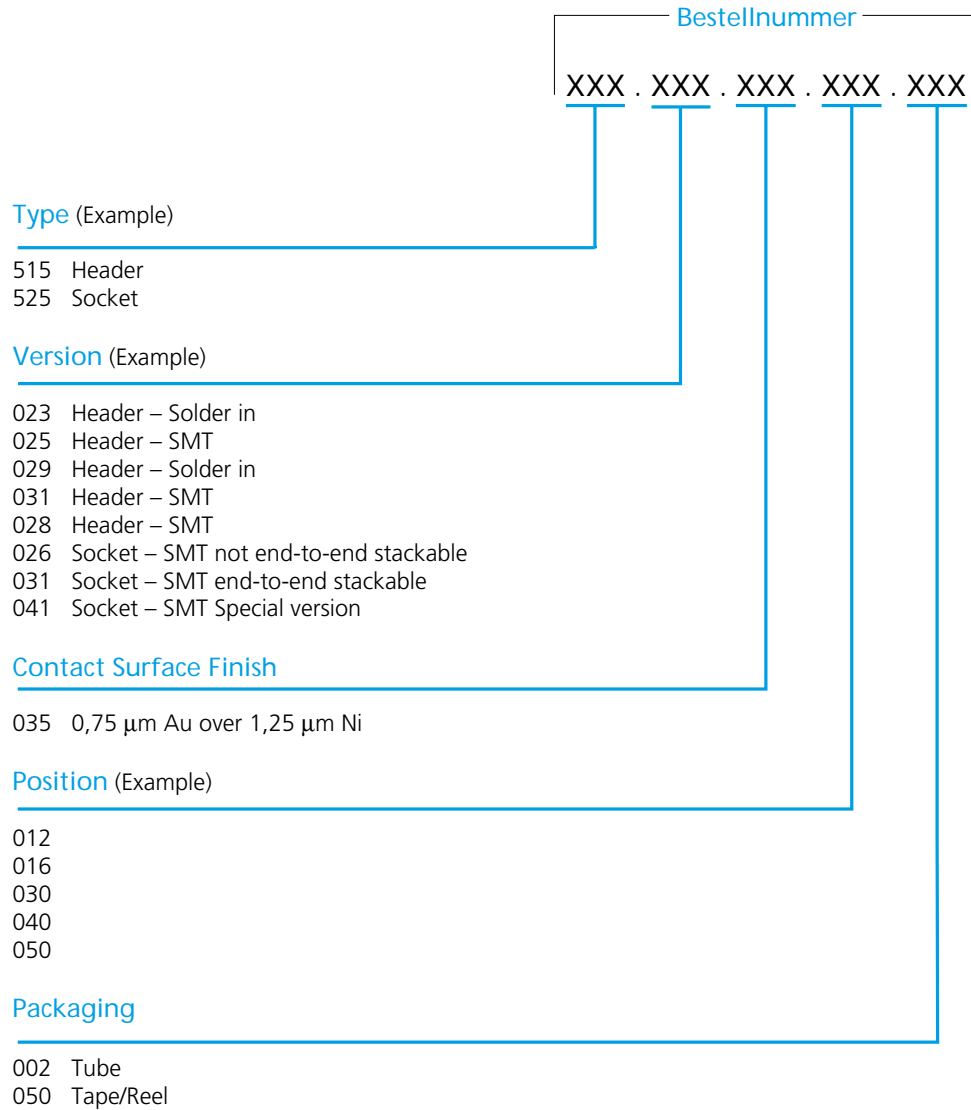 Bestellnummer
XXX . XXX . XXX . XXX . XXX
Type (Example)
515 Header
525 Socket
Version (Example)
023 Header – Solder in
025 Header – SMT
029 Header – Solder in
031 Header – SMT
028 Header – SMT
026 Socket – SMT not end-to-end stackable
031 Socket – SMT end-to-end stackable
041 Socket – SMT Special version
Contact Surface Finish
035 0,75 µm Au over 1,25 µm Ni
Position (Example)
012
016
030
040
050
Packaging
002 Tube
050 Tape/Reel